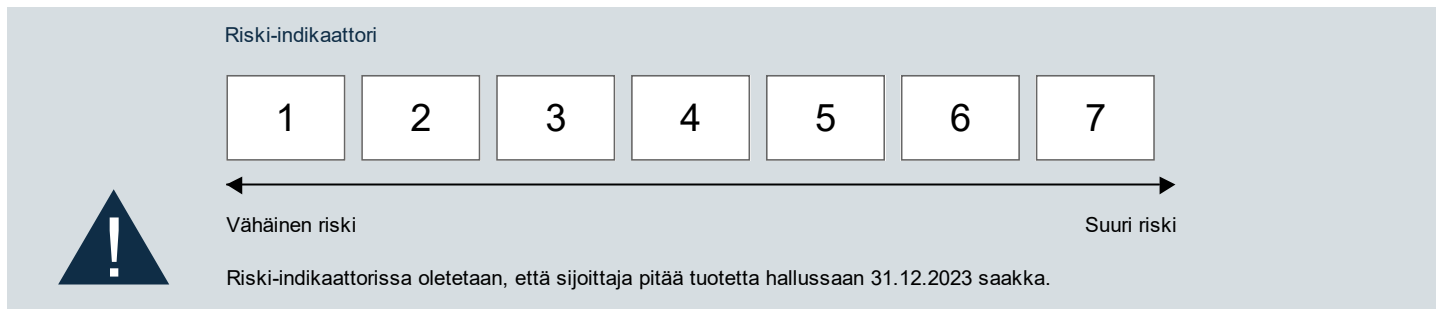 Riski-indikaattori
1 2 3 4 5 6 7
Vähäinen riski Suuri riski
!
Riski-indikaattorissa oletetaan, että sijoittaja pitää tuotetta hallussaan 31.12.2023 saakka.